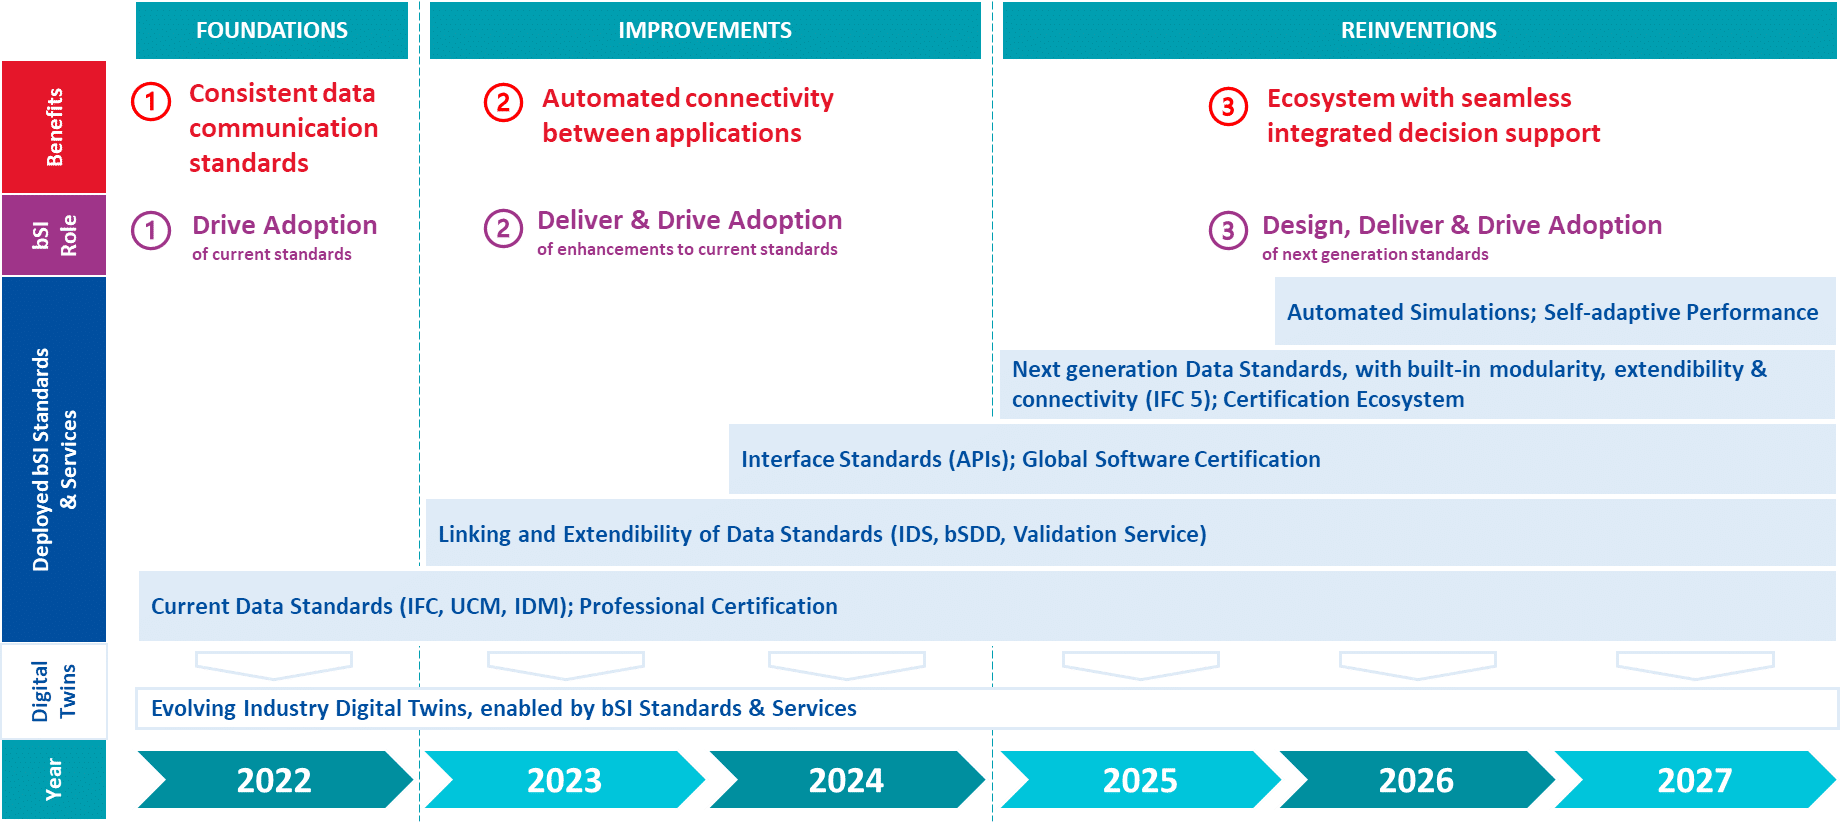 FOUNDATIONS
IMPROVEMENTS
REINVENTIONS
Benefits
1
Consistent data
communication
standards
2
Automated connectivity
between applications
3
Ecosystem with seamless
integrated decision support
bSI
Role
1
Drive Adoption
of current standards
2
Deliver & Drive Adoption
of enhancements to current standards
3
Design, Deliver & Drive Adoption
of next generation standards
Deployed bSI Standards
& Services
Automated Simulations; Self-adaptive Performance
Next generation Data Standards, with built-in modularity, extendibility &
connectivity (IFC 5); Certification Ecosystem
Interface Standards (APIs); Global Software Certification
Linking and Extendibility of Data Standards (IDS, bSDD, Validation Service)
Current Data Standards (IFC, UCM, IDM); Professional Certification
Digital
Twins
Evolving Industry Digital Twins, enabled by bSI Standards & Services
Year
2022
2023
2024
2025
2026
2027